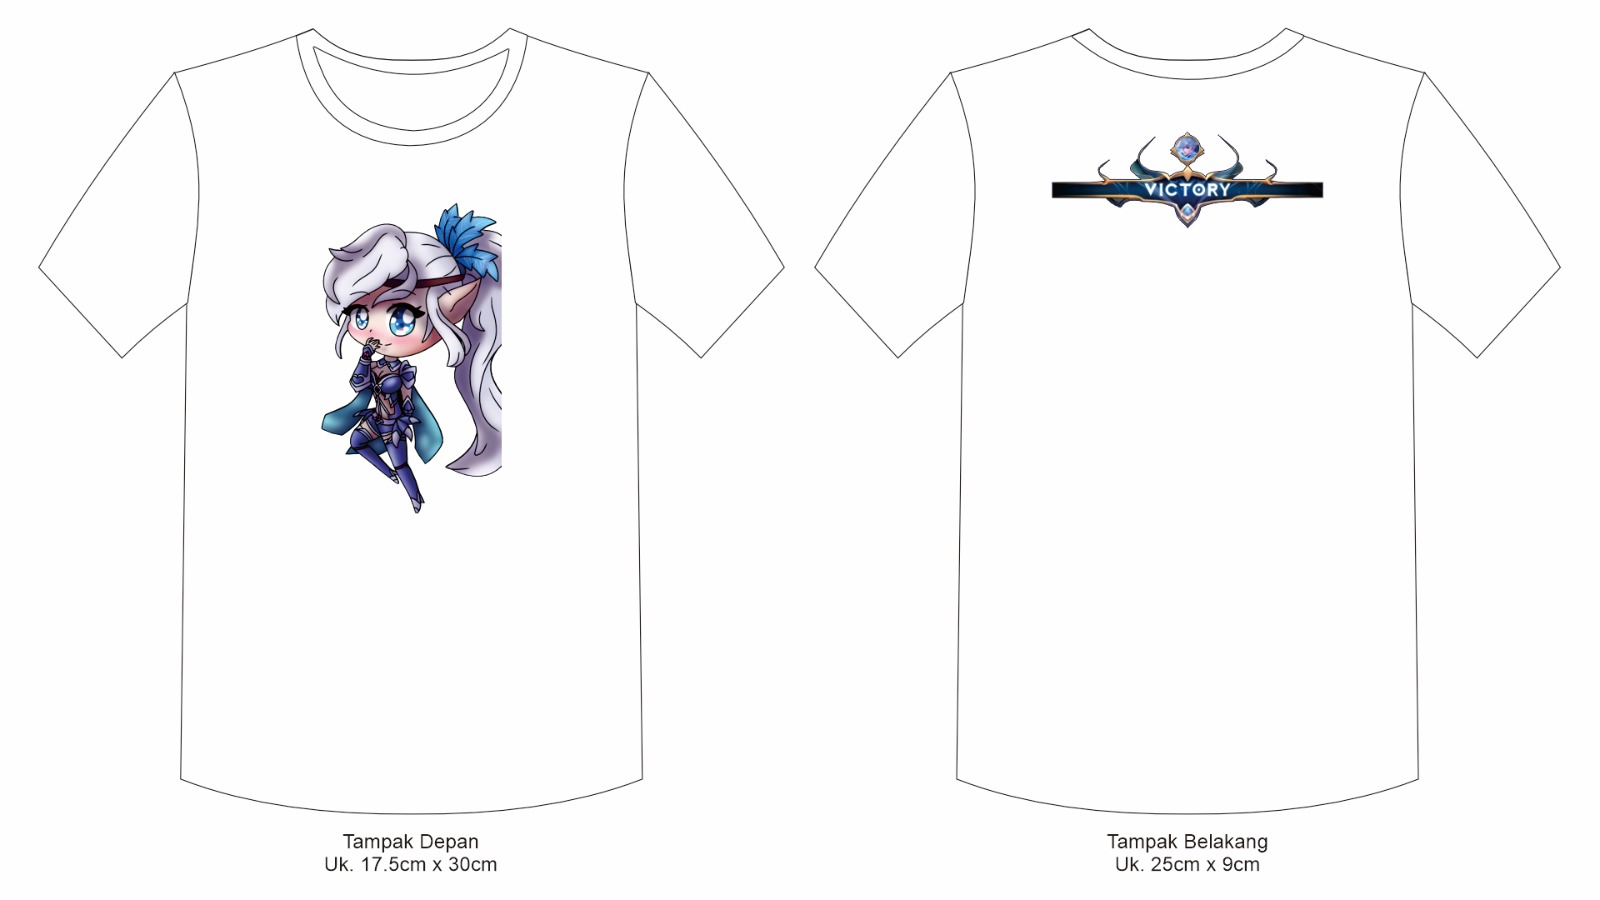 VICTORY
Tampak Depan
Uk. 17.5cm x 30cm
Tampak Belakang
Uk. 25cm x 9cm